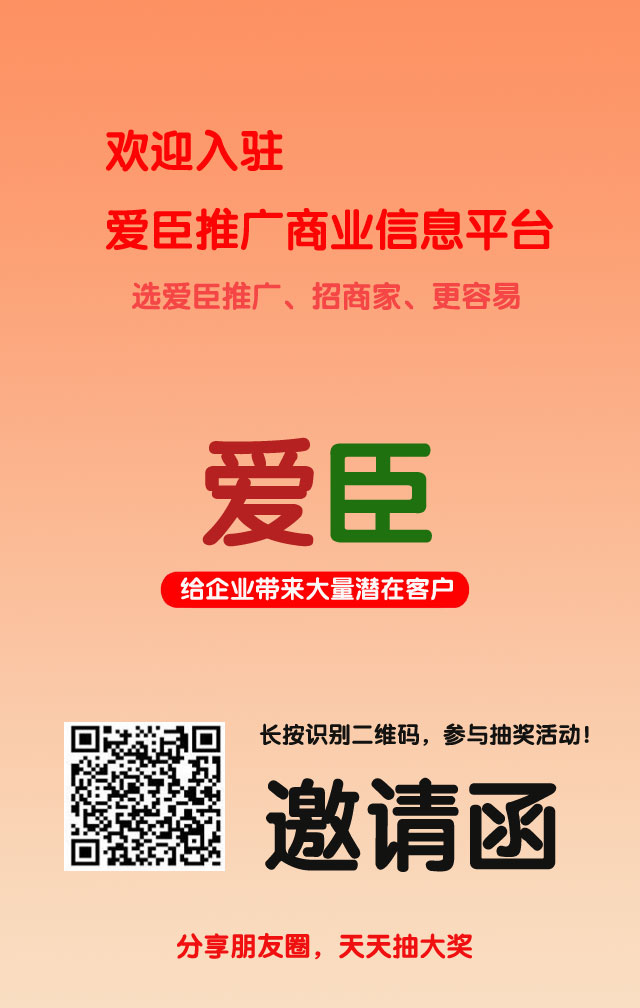 欢迎入驻
爱臣推广商业信息平台
选爱臣推广、招商家、更容易
爱臣
给企业带来大量潜在客户
长按识别二维码，参与抽奖活动！
邀请函
分享朋友圈，天天抽大奖